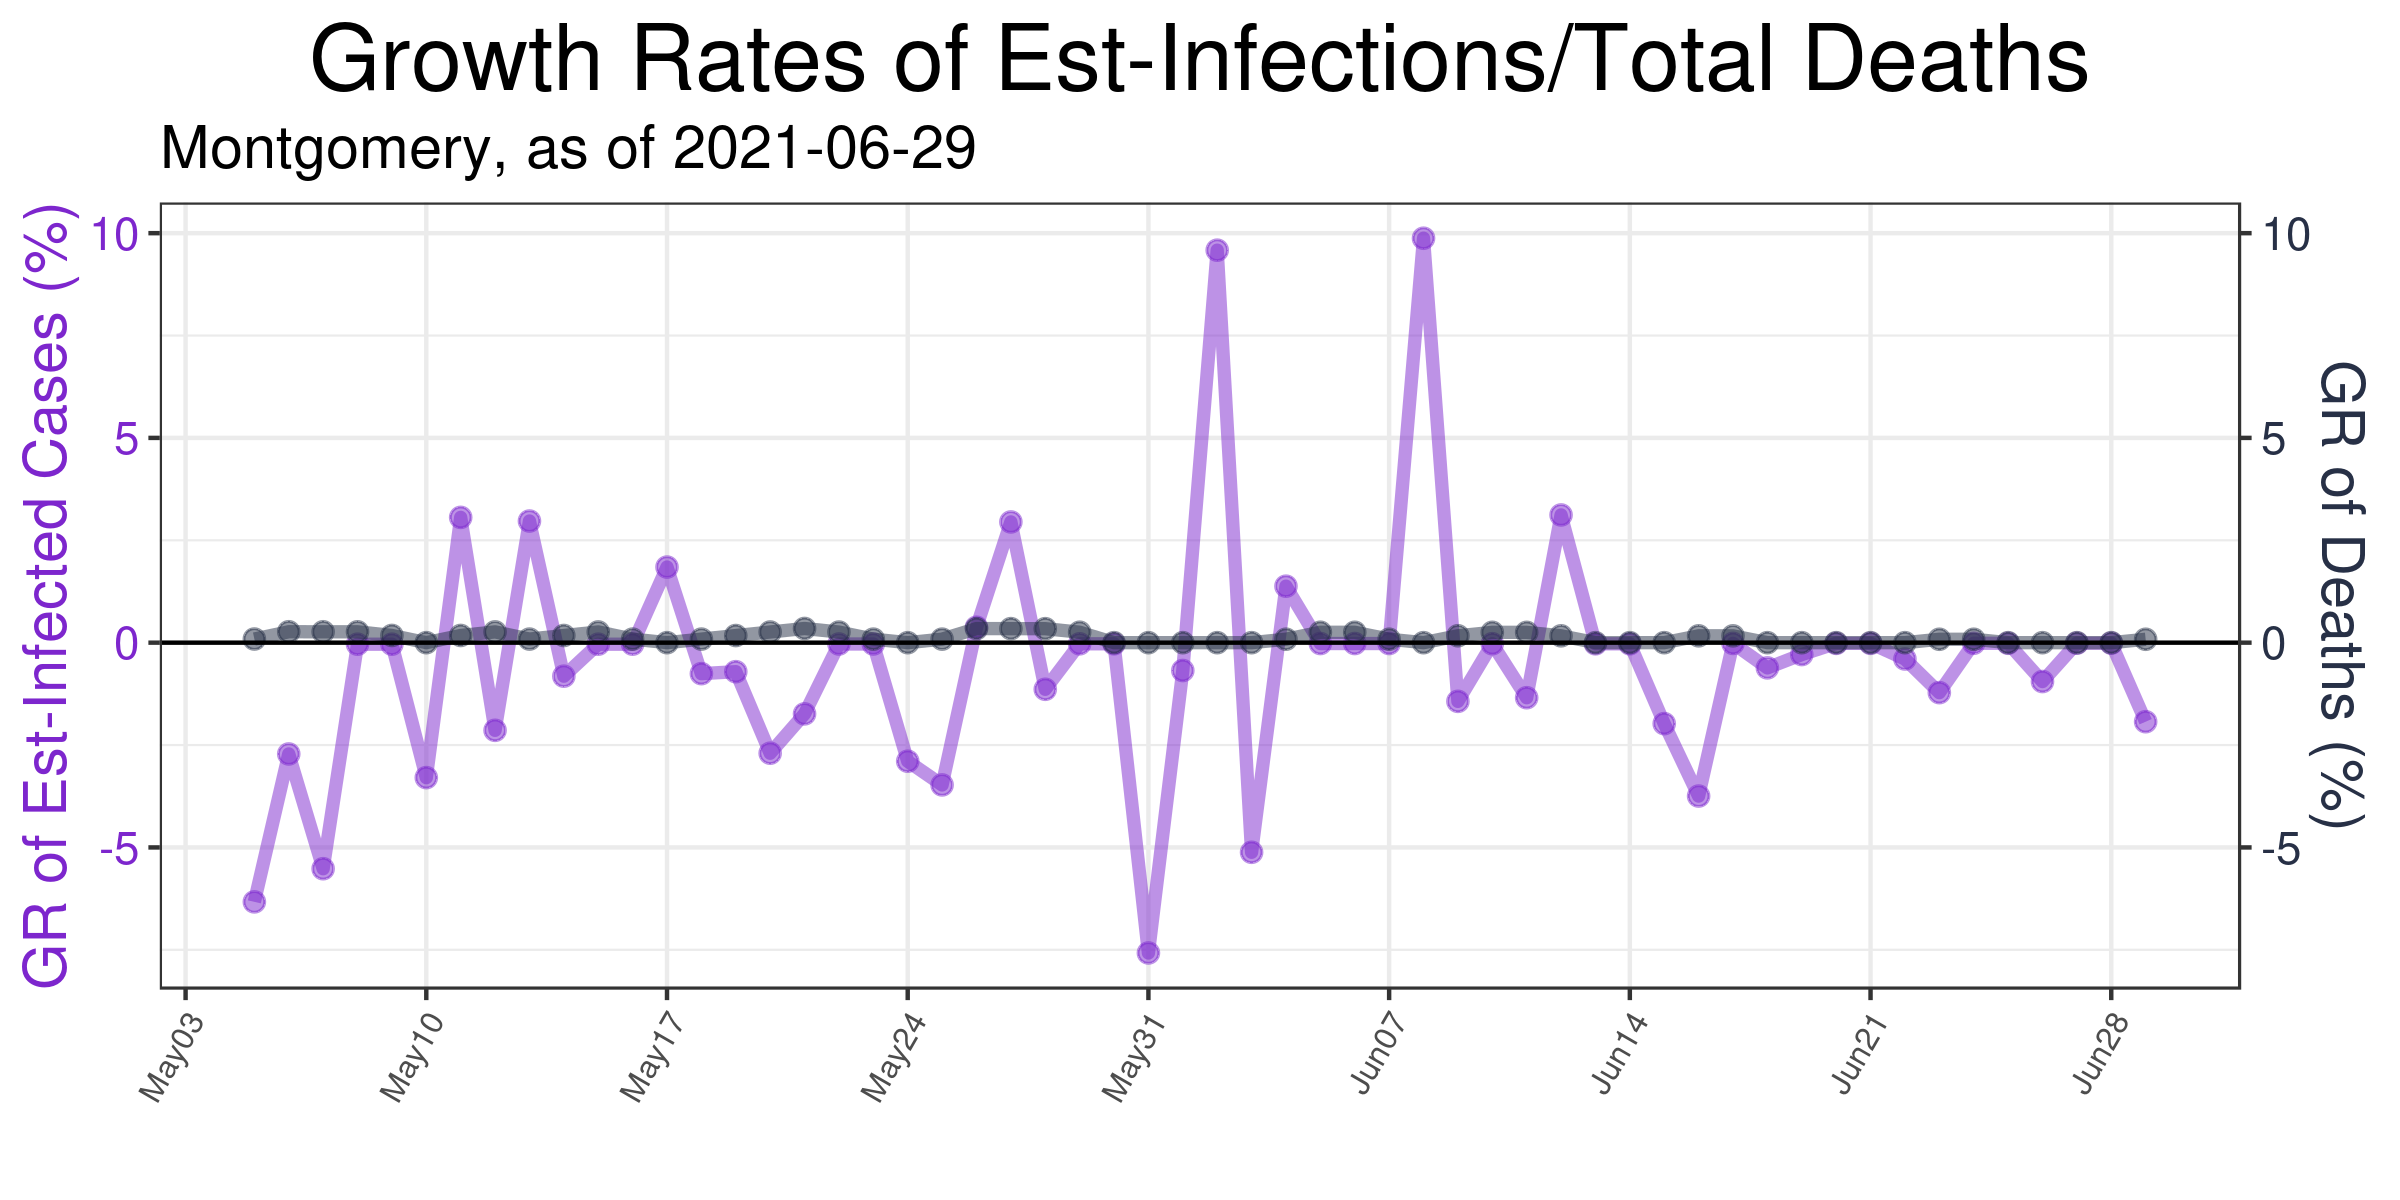 Growth Rates of Est-Infections/Total Deaths
Montgomery, as of 2021-06-29
GR of Est-Infected Cases (%)
10
5
0
-5
10
5
0
-5
GR of Deaths (%)
May03
May10
May17
May24
May31
Jun07
Jun14
Jun21
Jun28